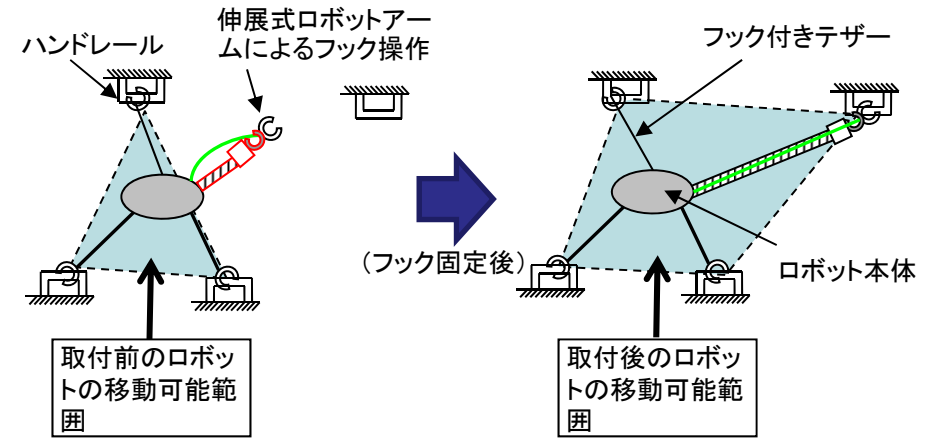 ハンドレール
伸展式ロボットアー
ムによるフック操作
フック付きテザー
(フック固定後)
ロボット本体
取付前のロボッ
トの移動可能範
囲
取付後のロボッ
トの移動可能範
囲